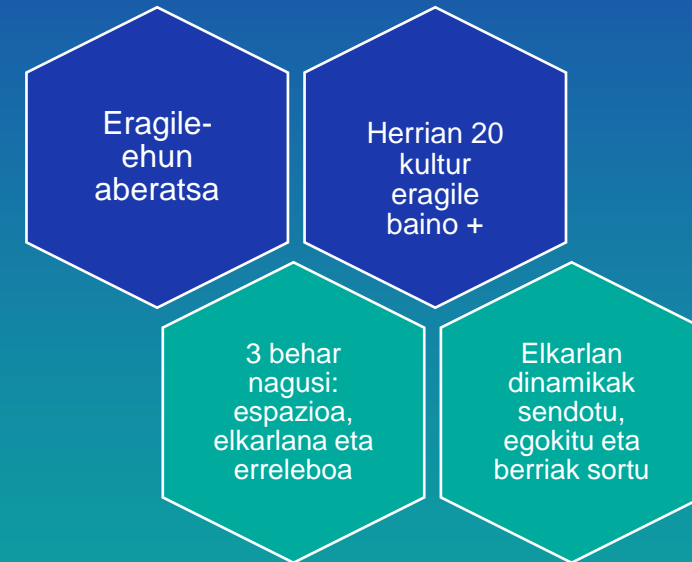 Eragile-
ehun
aberatsa
Herrian 20
kultur
eragile
baino +
3 behar
nagusi:
espazioa,
elkarlana eta
erreleboa
Elkarlan
dinamikak
sendotu,
egokitu eta
berriak sortu